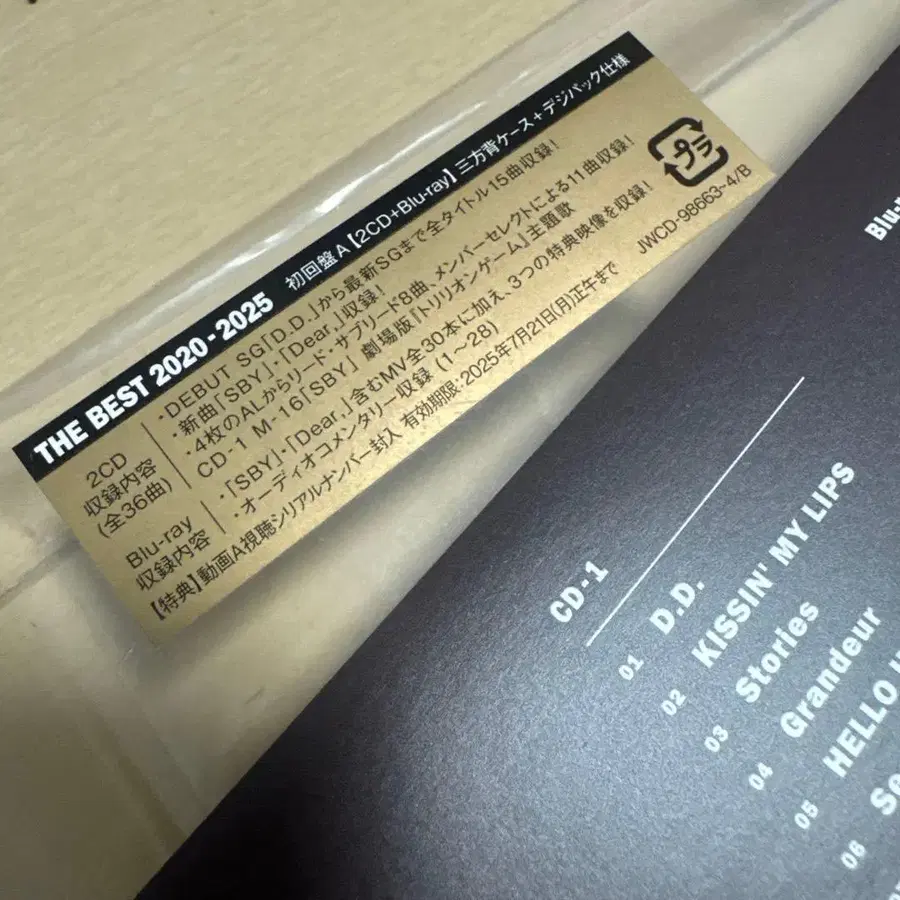 THE BEST 2020-2025 初回盤A【2CD+Blu-ray】三方背ケース+デジパック仕様
2CD
収録内容
(全36曲)
・DEBUT SG「D.D.」から最新SGまで全タイトル15曲収録!
・新曲「SBY」・「Dear,」収録!
・4枚のALからリード・サブリード8曲、メンバーセレクトによる11曲収録!
CD-1 M-16「SBY」 劇場版『トリリオンゲーム』主題歌
Blu-ray
収録内容
・「SBY」・「Dear,」含むMV全30本に加え、3つの特典映像を収録!
・オーディオコメンタリー収録 (1〜28)
【特典】動画A視聴シリアルナンバー封入 有効期限:2025年7月21日(月)正午まで
プラ
JWCD-98663~4/B
CD-1
01 D.D.
02 KISSIN' MY LIPS
03 Stories
04 Grandeur
05 HELLO
06